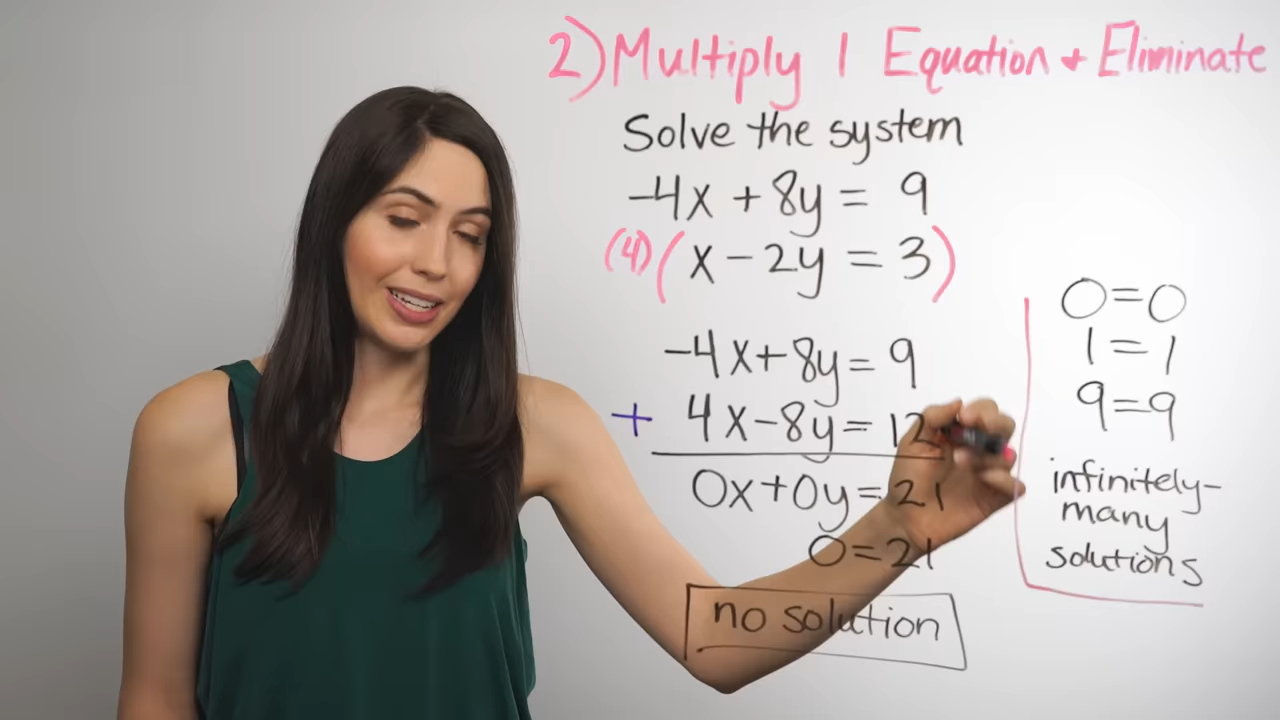 2) Multiply 1 Equation + Eliminate
Solve the system
-4x + 8y = 9
(4)(x - 2y = 3)
-4x + 8y = 9
+ 4x - 8y = 12
0x + 0y = 21
0 = 21
no solution
0 = 0
1 = 1
9 = 9
infinitely-
many
solutions